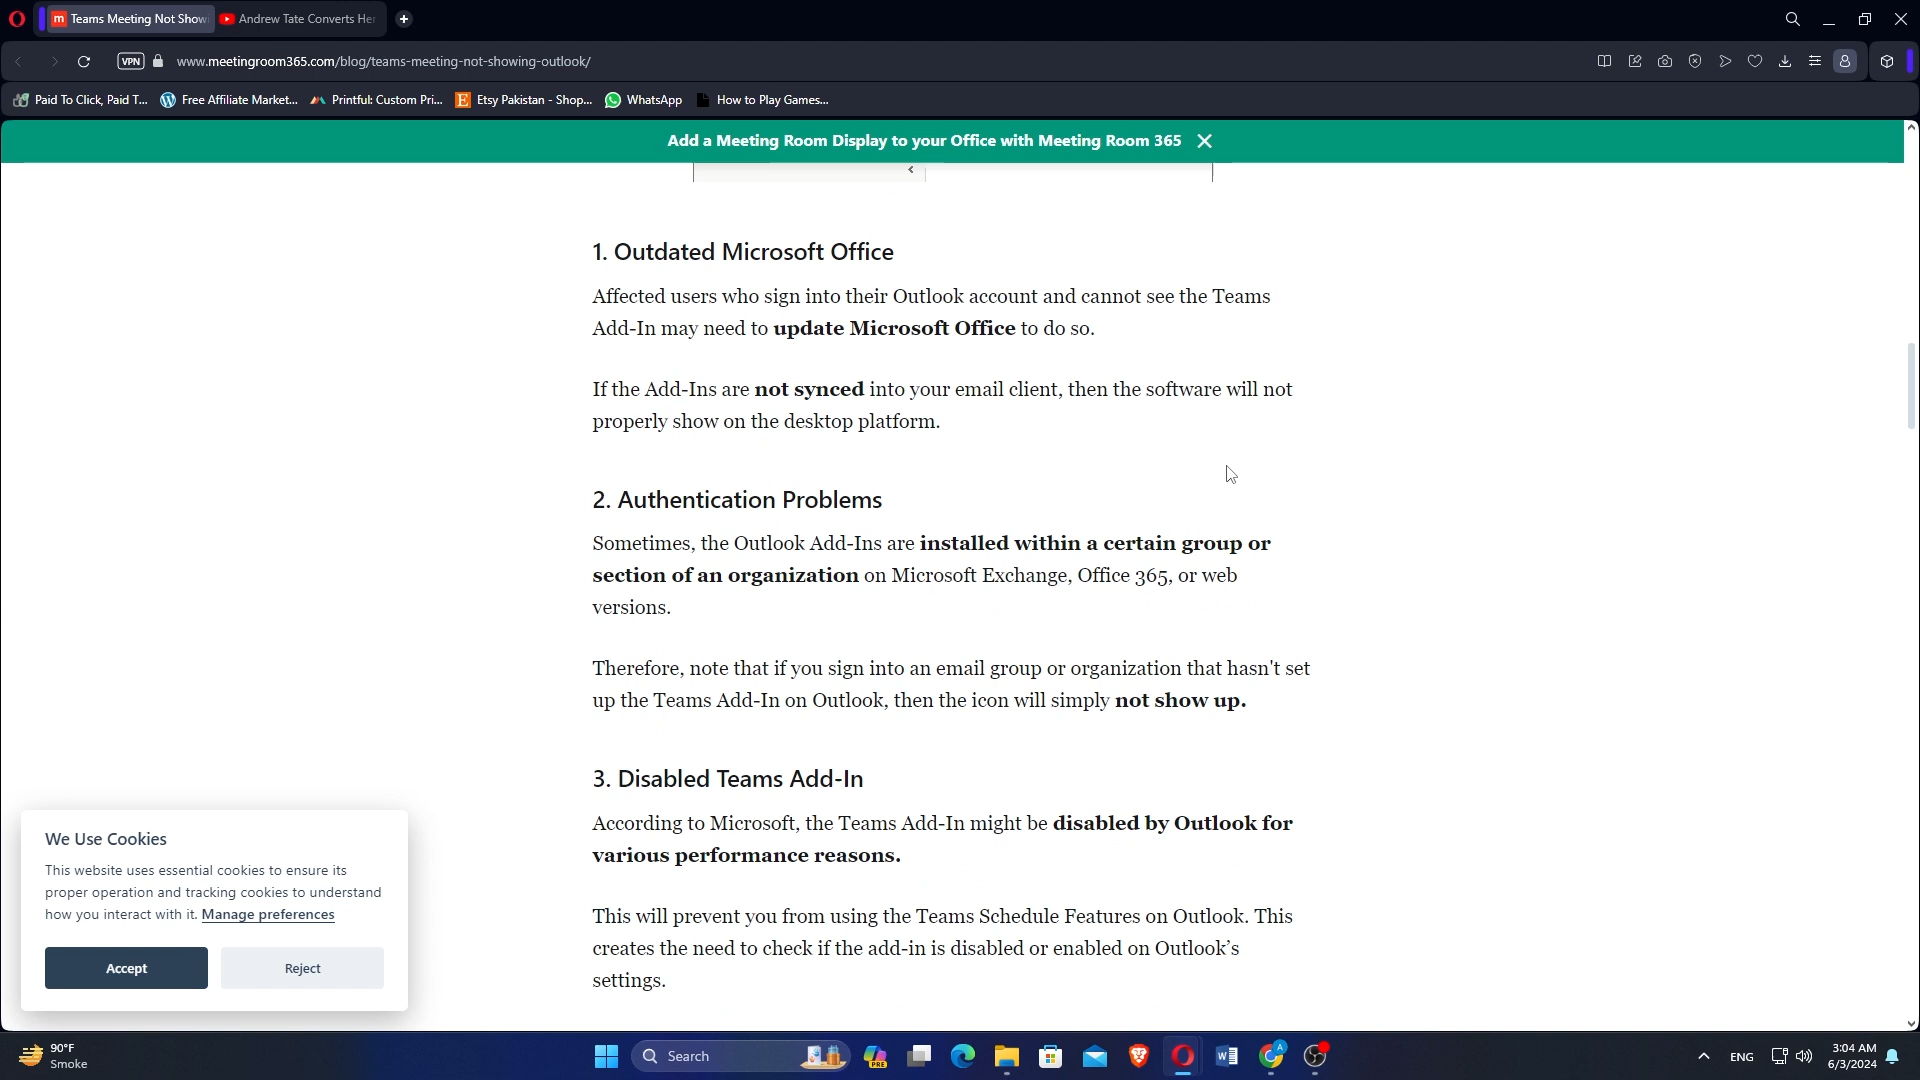 Teams Meeting Not Show
Andrew Tate Converts He
VPN
www.meetingroom365.com/blog/teams-meeting-not-showing-outlook/
Paid To Click, Paid T...
Free Affiliate Market...
Printful: Custom Pri...
Etsy Pakistan - Shop...
WhatsApp
How to Play Games...
Add a Meeting Room Display to your Office with Meeting Room 365
1. Outdated Microsoft Office
Affected users who sign into their Outlook account and cannot see the Teams
Add-In may need to update Microsoft Office to do so.
If the Add-Ins are not synced into your email client, then the software will not
properly show on the desktop platform.
2. Authentication Problems
Sometimes, the Outlook Add-Ins are installed within a certain group or
section of an organization on Microsoft Exchange, Office 365, or web
versions.
Therefore, note that if you sign into an email group or organization that hasn't set
up the Teams Add-In on Outlook, then the icon will simply not show up.
3. Disabled Teams Add-In
According to Microsoft, the Teams Add-In might be disabled by Outlook for
various performance reasons.
This will prevent you from using the Teams Schedule Features on Outlook. This
creates the need to check if the add-in is disabled or enabled on Outlook’s
settings.
We Use Cookies
This website uses essential cookies to ensure its
proper operation and tracking cookies to understand
how you interact with it. Manage preferences
Accept
Reject
90°F
Smoke
Search
PRE
ENG
3:04 AM
6/3/2024